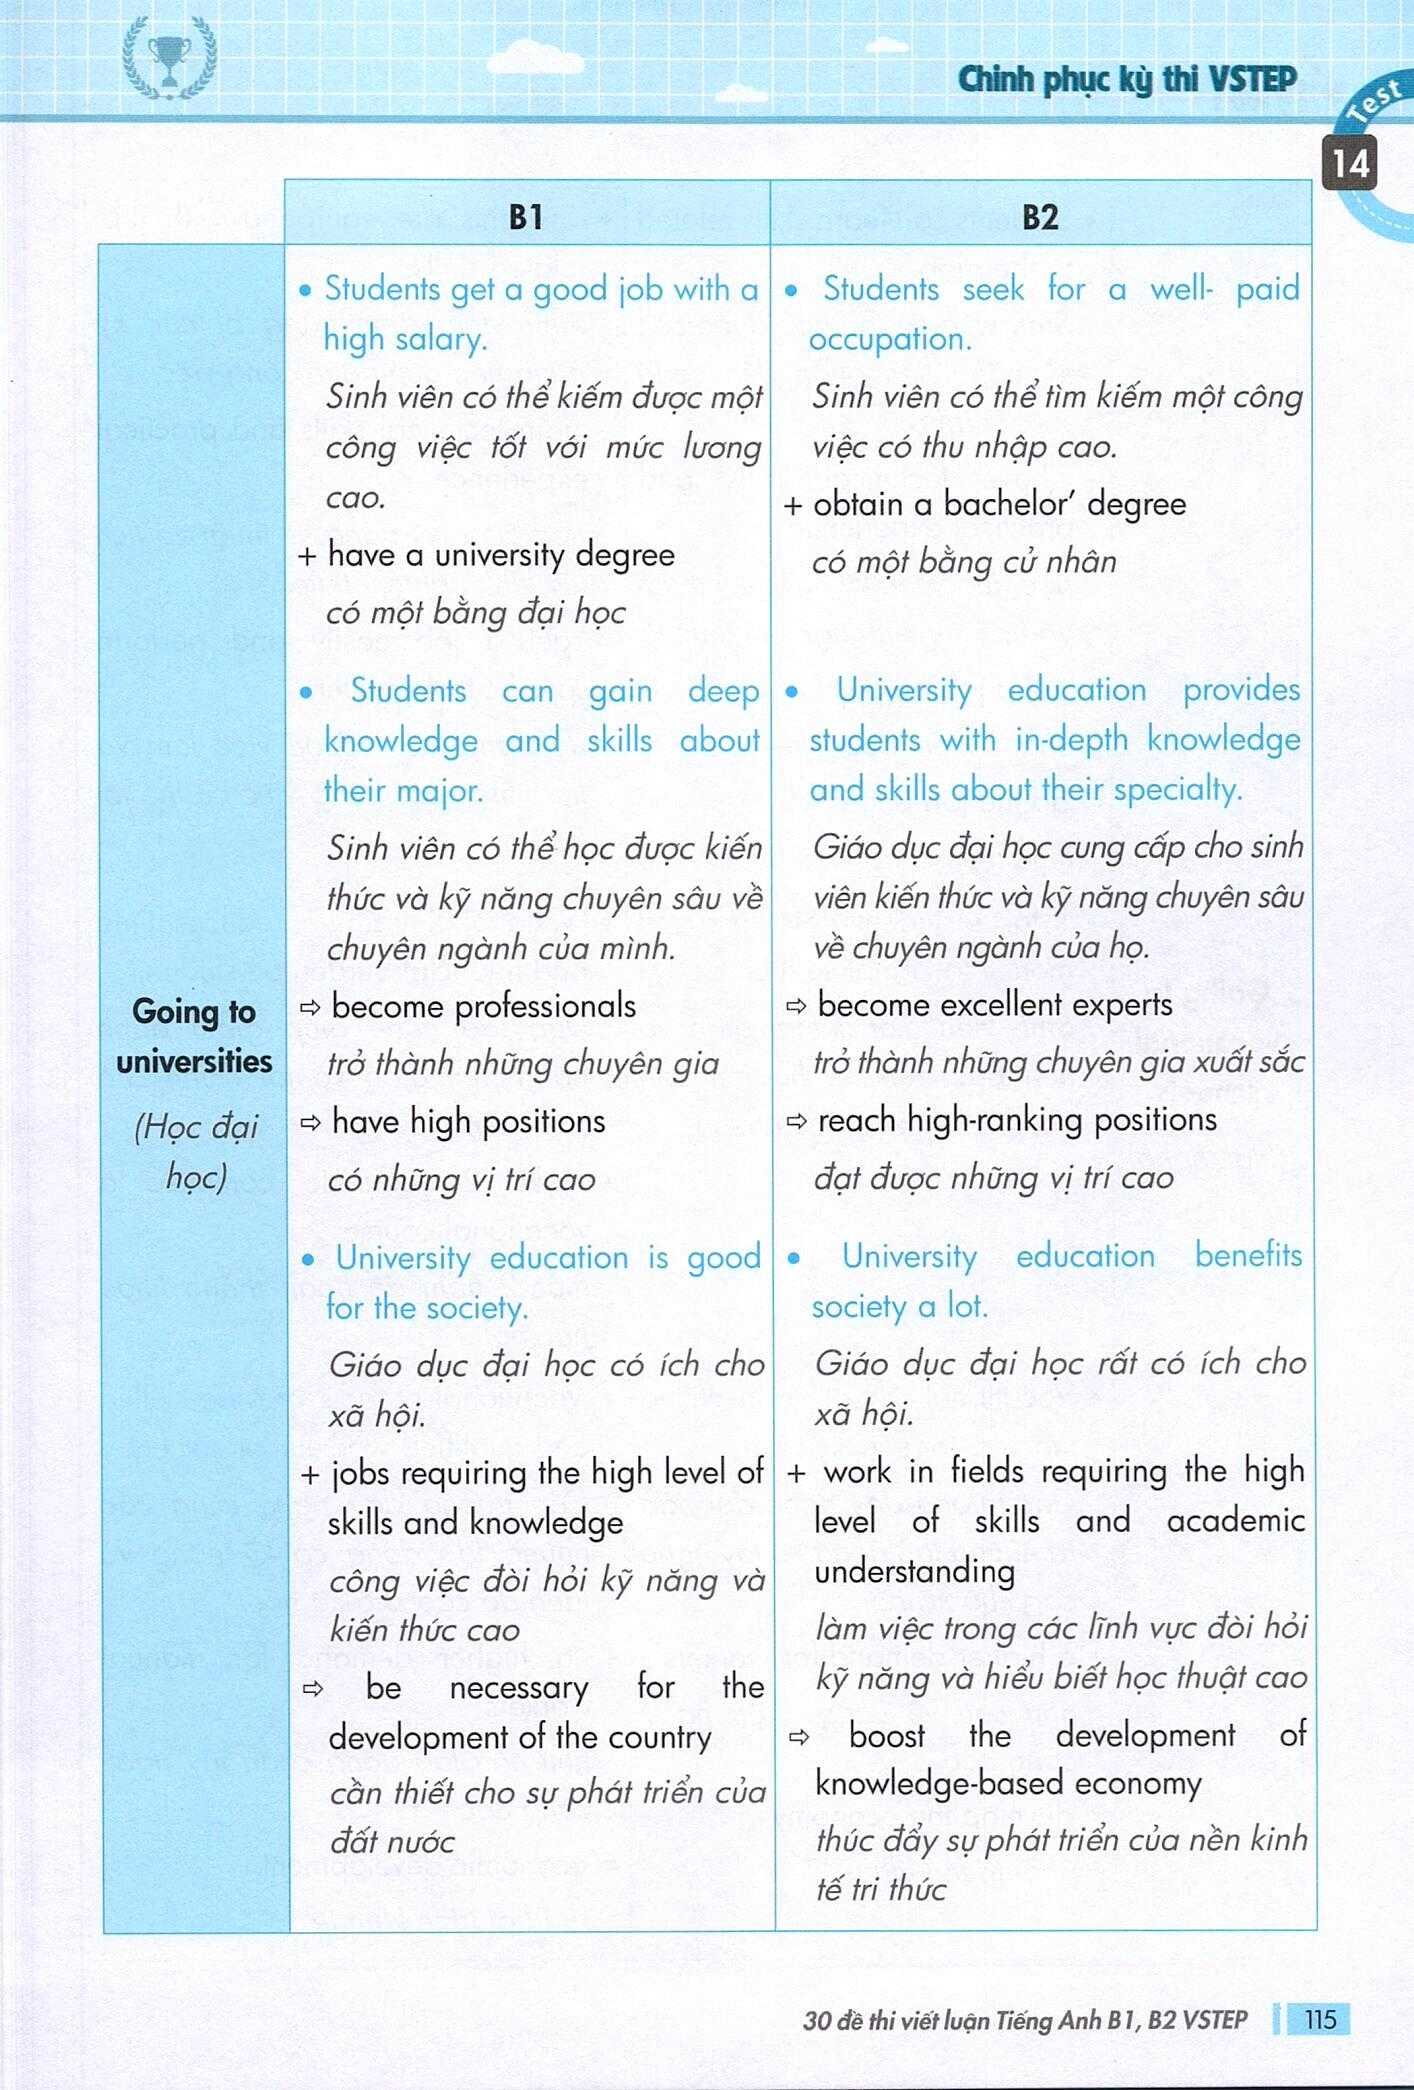 Chinh phục kỳ thi VSTEP
Test
14
B1
B2
Going to
universities
(Học đại
học)
• Students get a good job with a
high salary.
Sinh viên có thể kiếm được một
công việc tốt với mức lương
cao.
+ have a university degree
có một bằng đại học
• Students can gain deep
knowledge and skills about
their major.
Sinh viên có thể học được kiến
thức và kỹ năng chuyên sâu về
chuyên ngành của mình.
⇨ become professionals
trở thành những chuyên gia
⇨ have high positions
có những vị trí cao
• University education is good
for the society.
Giáo dục đại học có ích cho
xã hội.
+ jobs requiring the high level of
skills and knowledge
công việc đòi hỏi kỹ năng và
kiến thức cao
⇨ be necessary for the
development of the country
cần thiết cho sự phát triển của
đất nước
• Students seek for a well- paid
occupation.
Sinh viên có thể tìm kiếm một công
việc có thu nhập cao.
+ obtain a bachelor’ degree
có một bằng cử nhân
• University education provides
students with in-depth knowledge
and skills about their specialty.
Giáo dục đại học cung cấp cho sinh
viên kiến thức và kỹ năng chuyên sâu
về chuyên ngành của họ.
⇨ become excellent experts
trở thành những chuyên gia xuất sắc
⇨ reach high-ranking positions
đạt được những vị trí cao
• University education benefits
society a lot.
Giáo dục đại học rất có ích cho
xã hội.
+ work in fields requiring the high
level of skills and academic
understanding
làm việc trong các lĩnh vực đòi hỏi
kỹ năng và hiểu biết học thuật cao
⇨ boost the development of
knowledge-based economy
thúc đẩy sự phát triển của nền kinh
tế tri thức
30 đề thi viết luận Tiếng Anh B1, B2 VSTEP
115